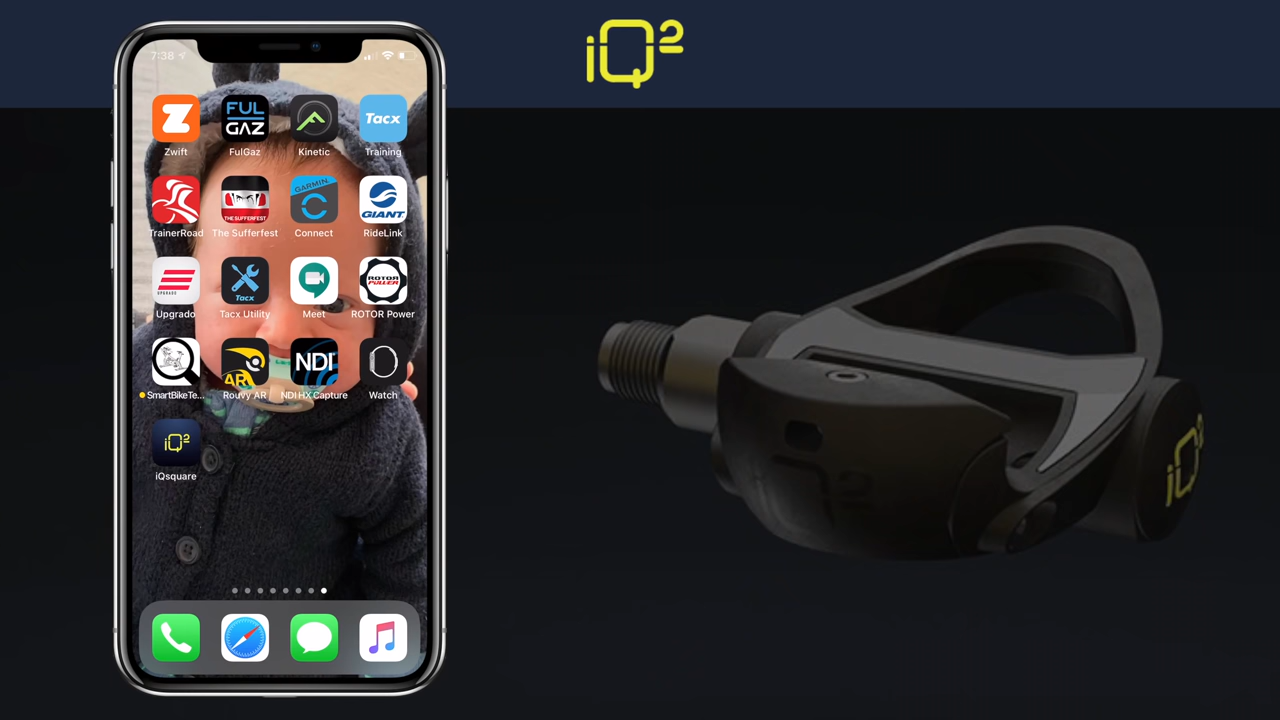 iQ2
7:38
Zwift
FUL
GAZ
FulGaz
Kinetic
Tacx
Training
TrainerRoad
THE SUFFERFEST
The Sufferfest
GARMIN
Connect
GIANT
RideLink
UPGRADO
Upgrado
Tacx
Tacx Utility
Meet
ROTOR
POWER
ROTOR Power
SmartBikeTe...
AR
Rouvy AR
NDI
NDI HX Capture
Watch
iQ2
iQsquare
iQ2